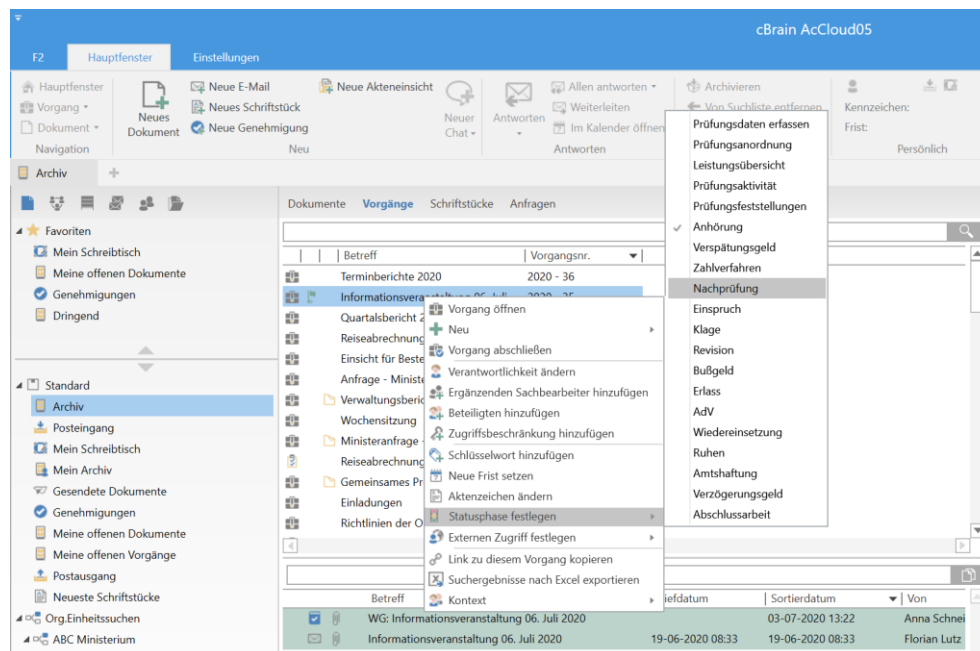 cBrain AcCloud05
F2 Hauptfenster Einstellungen
Hauptfenster
Vorgang
Dokument
Navigation
Neues
Dokument
Neue E-Mail
Neues Schriftstück
Neue Genehmigung
Neue Akteneinsicht
Neuer
Chat
Neu
Antworten
Allen antworten
Weiterleiten
Im Kalender öffnen
Antworten
Archivieren
Von Suchliste entfernen
Kennzeichen:
Frist:
Persönlich
Archiv
Favoriten
Mein Schreibtisch
Meine offenen Dokumente
Genehmigungen
Dringend
Standard
Archiv
Posteingang
Mein Schreibtisch
Mein Archiv
Gesendete Dokumente
Genehmigungen
Meine offenen Dokumente
Meine offenen Vorgänge
Postausgang
Neueste Schriftstücke
Org.Einheitssuchen
ABC Ministerium
Dokumente Vorgänge Schriftstücke Anfragen
Betreff Vorgangsnr.
Terminberichte 2020 2020 - 36
Informationsveranstaltung 06. Juli 2020 - 35
Quartalsbericht 2
Reiseabrechnung
Einsicht für Beste
Anfrage - Ministe
Verwaltungsberic
Wochensitzung
Ministeranfrage -
Reiseabrechnung
Gemeinsames Pr
Einladungen
Richtlinien der O
Vorgang öffnen
Neu
Vorgang abschließen
Verantwortlichkeit ändern
Ergänzenden Sachbearbeiter hinzufügen
Beteiligten hinzufügen
Zugriffsbeschränkung hinzufügen
Schlüsselwort hinzufügen
Neue Frist setzen
Aktenzeichen ändern
Statusphase festlegen
Externen Zugriff festlegen
Link zu diesem Vorgang kopieren
Suchergebnisse nach Excel exportieren
Kontext
Prüfungsdaten erfassen
Prüfungsanordnung
Leistungsübersicht
Prüfungsaktivität
Prüfungsfeststellungen
Anhörung
Verspätungsgeld
Zahlverfahren
Nachprüfung
Einspruch
Klage
Revision
Bußgeld
Erlass
AdV
Wiedereinsetzung
Ruhen
Amtshaftung
Verzögerungsgeld
Abschlussarbeit
Betreff iefdatum Sortierdatum Von
WG: Informationsveranstaltung 06. Juli 2020 03-07-2020 13:22 Anna Schnei
Informationsveranstaltung 06. Juli 2020 19-06-2020 08:33 19-06-2020 08:33 Florian Lutz